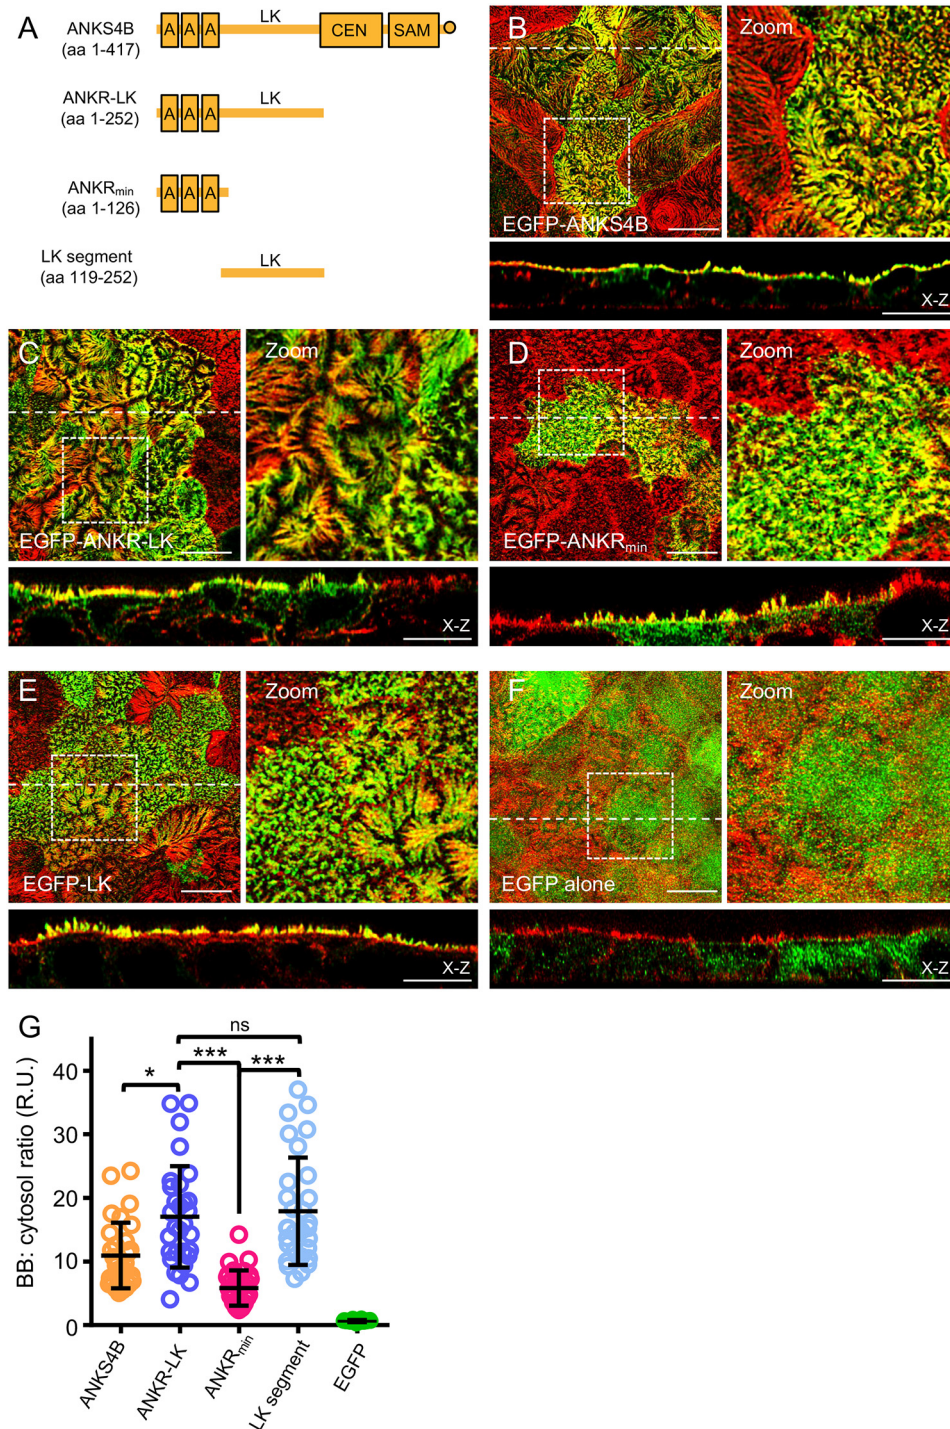 A
ANKS4B
(aa 1-417)
A A A
LK
CEN
SAM
ANKR-LK
(aa 1-252)
A A A
LK
ANKRmin
(aa 1-126)
A A A
LK segment
(aa 119-252)
LK
B
EGFP-ANKS4B
Zoom
X-Z
C
EGFP-ANKR-LK
Zoom
X-Z
D
EGFP-ANKRmin
Zoom
X-Z
E
EGFP-LK
Zoom
X-Z
F
EGFP alone
Zoom
X-Z
G
BB: cytosol ratio (R.U.)
40
30
20
10
0
ns
*
***
***
ANKS4B
ANKR-LK
ANKRmin
LK segment
EGFP